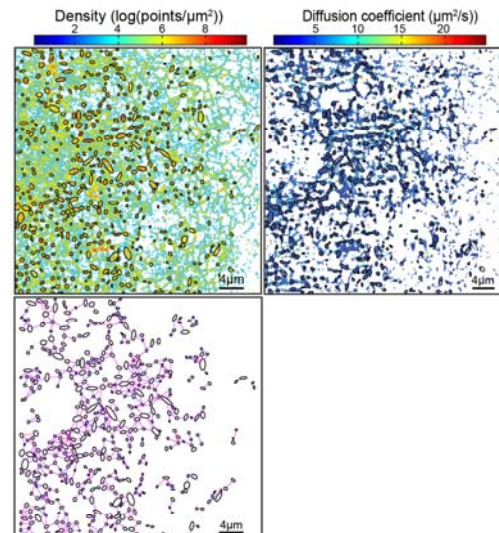 Density (log(points/µm²))
2 4 6 8
Diffusion coefficient (µm²/s))
5 10 15 20
4µm
4µm
4µm